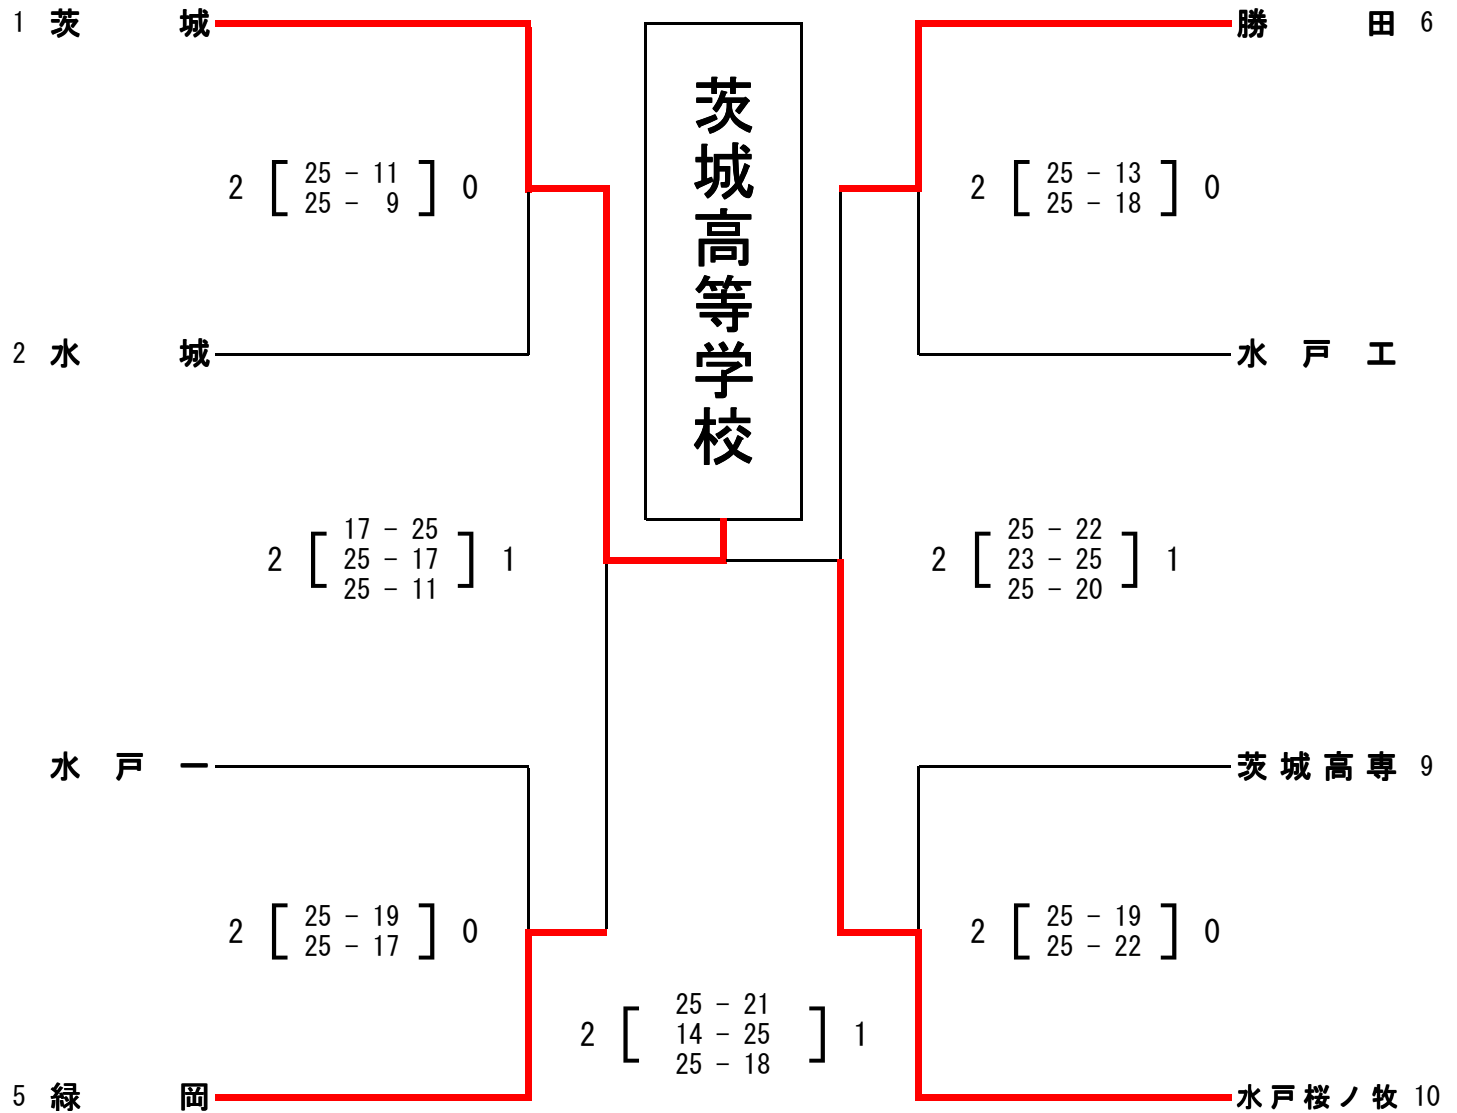 1 茨城
勝田 6
茨城高等学校
2 [ 25 - 11 ] 0
25 - 9
2 [ 25 - 13 ] 0
25 - 18
2 水城
水戸工
17 - 25
2 [ 25 - 17 ] 1
25 - 11
25 - 22
2 [ 23 - 25 ] 1
25 - 20
水戸一
茨城高専 9
2 [ 25 - 19 ] 0
25 - 17
2 [ 25 - 19 ] 0
25 - 22
25 - 21
2 [ 14 - 25 ] 1
25 - 18
5 緑岡
水戸桜ノ牧 10